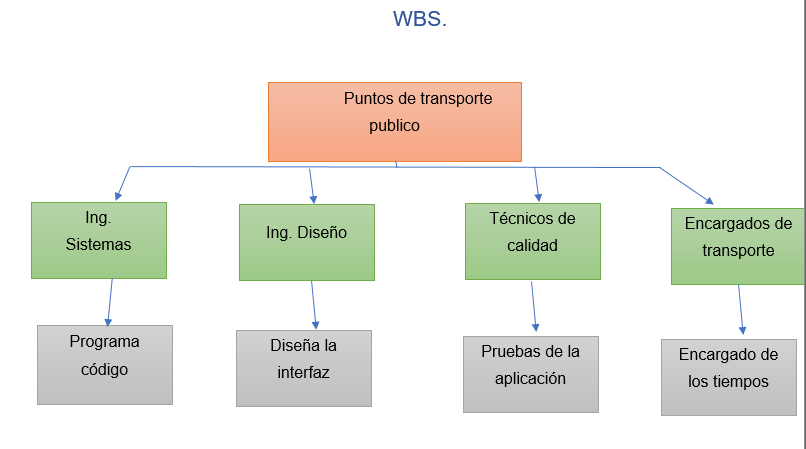 WBS.
Puntos de transporte
publico
Ing.
Sistemas
Ing. Diseño
Técnicos de
calidad
Encargados de
transporte
Programa
código
Diseña la
interfaz
Pruebas de la
aplicación
Encargado de
los tiempos